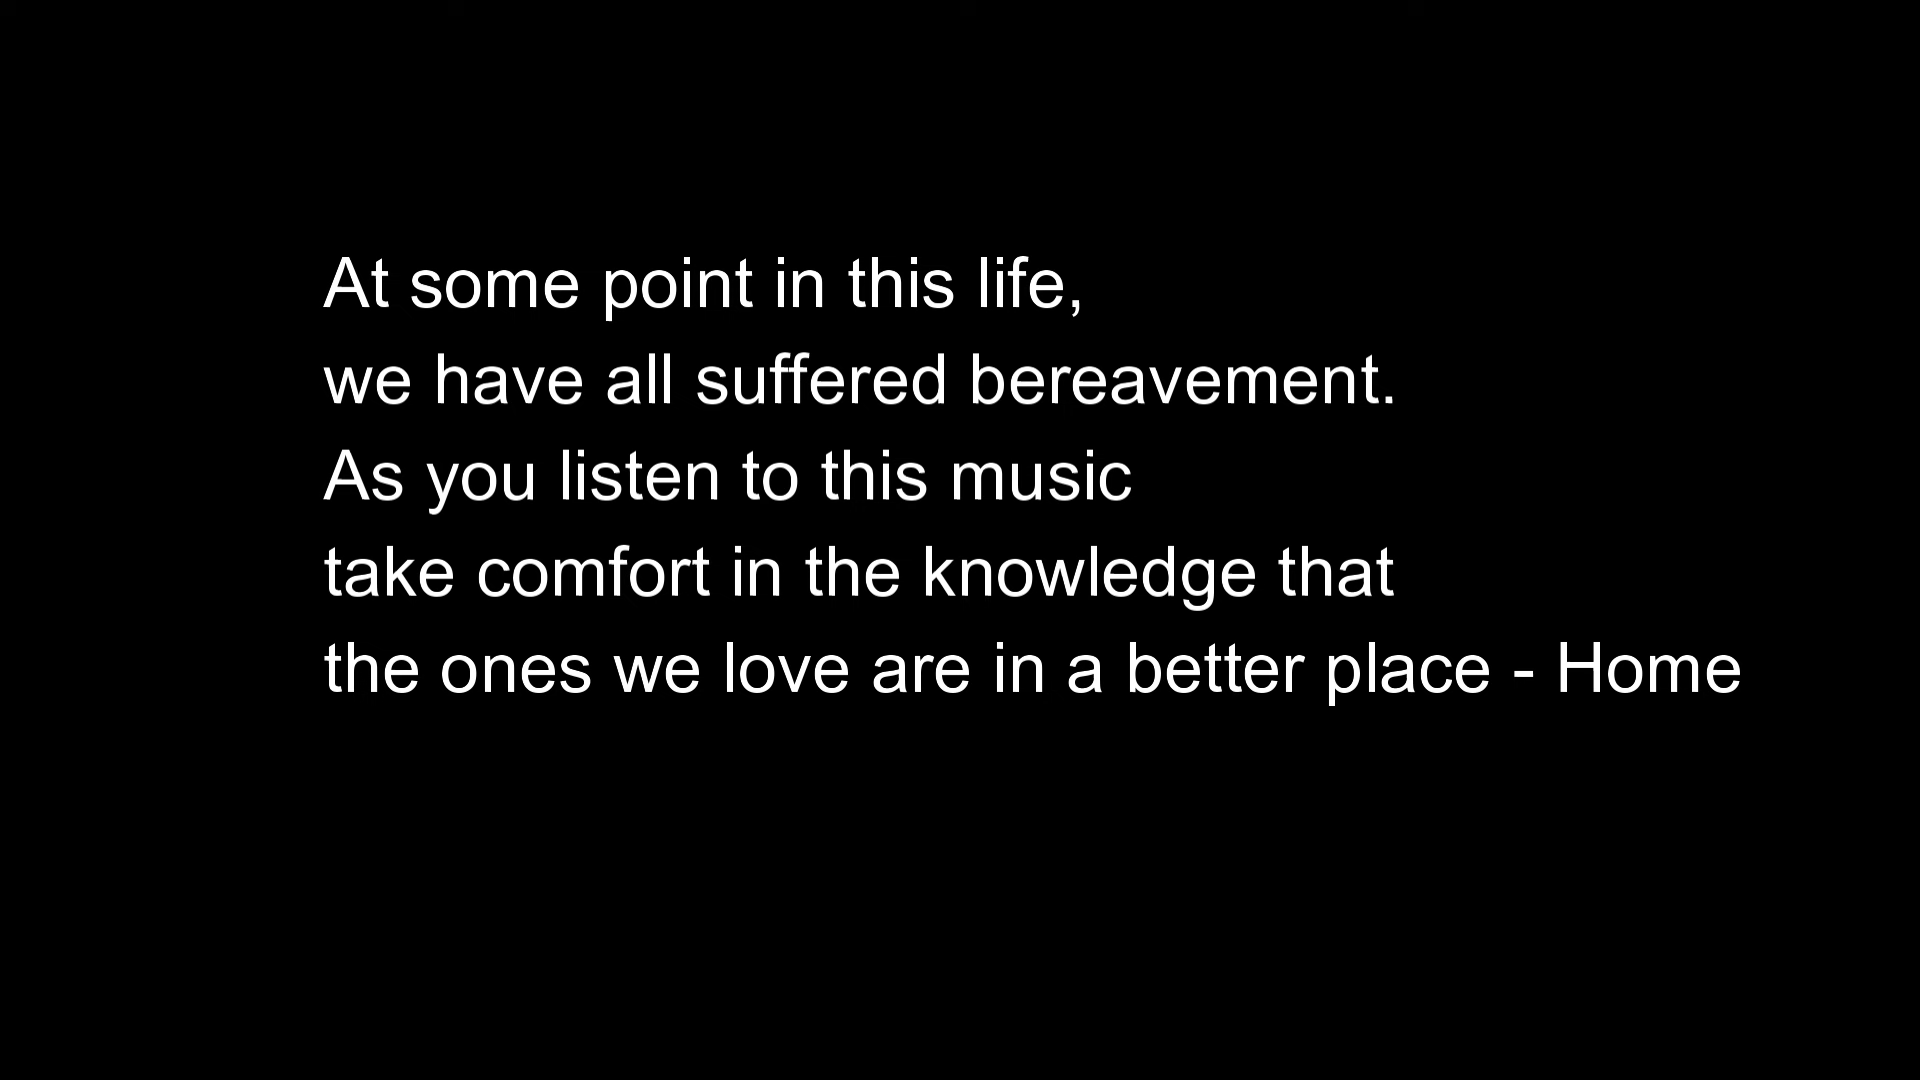 At some point in this life,
we have all suffered bereavement.
As you listen to this music
take comfort in the knowledge that
the ones we love are in a better place - Home